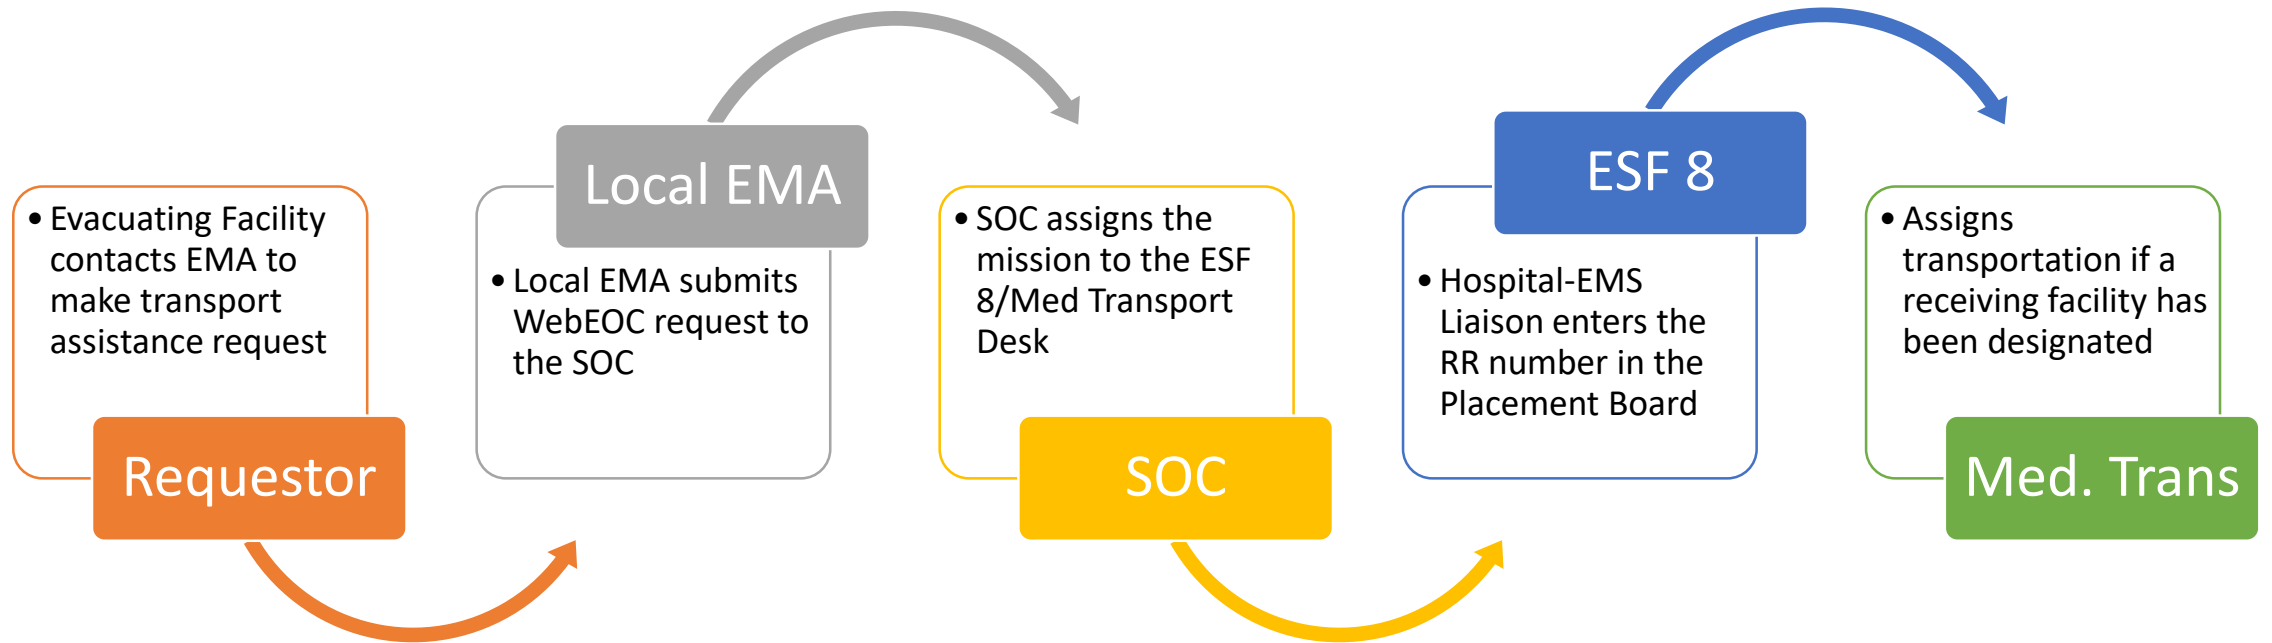 • Evacuating Facility
contacts EMA to
make transport
assistance request
Requestor
Local EMA
• Local EMA submits
WebEOC request to
the SOC
• SOC assigns the
mission to the ESF
8/Med Transport
Desk
SOC
ESF 8
• Hospital-EMS
Liaison enters the
RR number in the
Placement Board
• Assigns
transportation if a
receiving facility has
been designated
Med. Trans